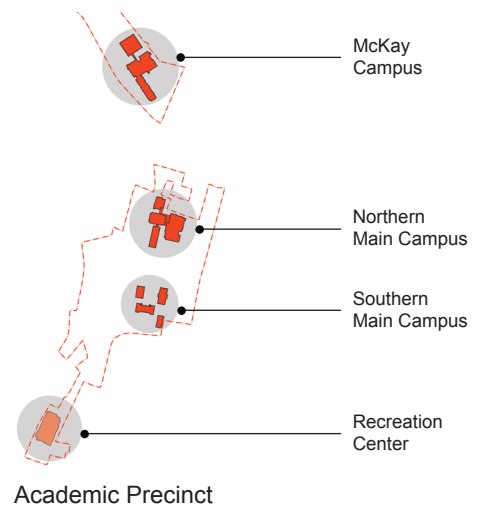 McKay
Campus
Northern
Main Campus
Southern
Main Campus
Recreation
Center
Academic Precinct